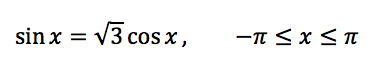 sin x = √3 cos x ,    −π ≤ x ≤ π